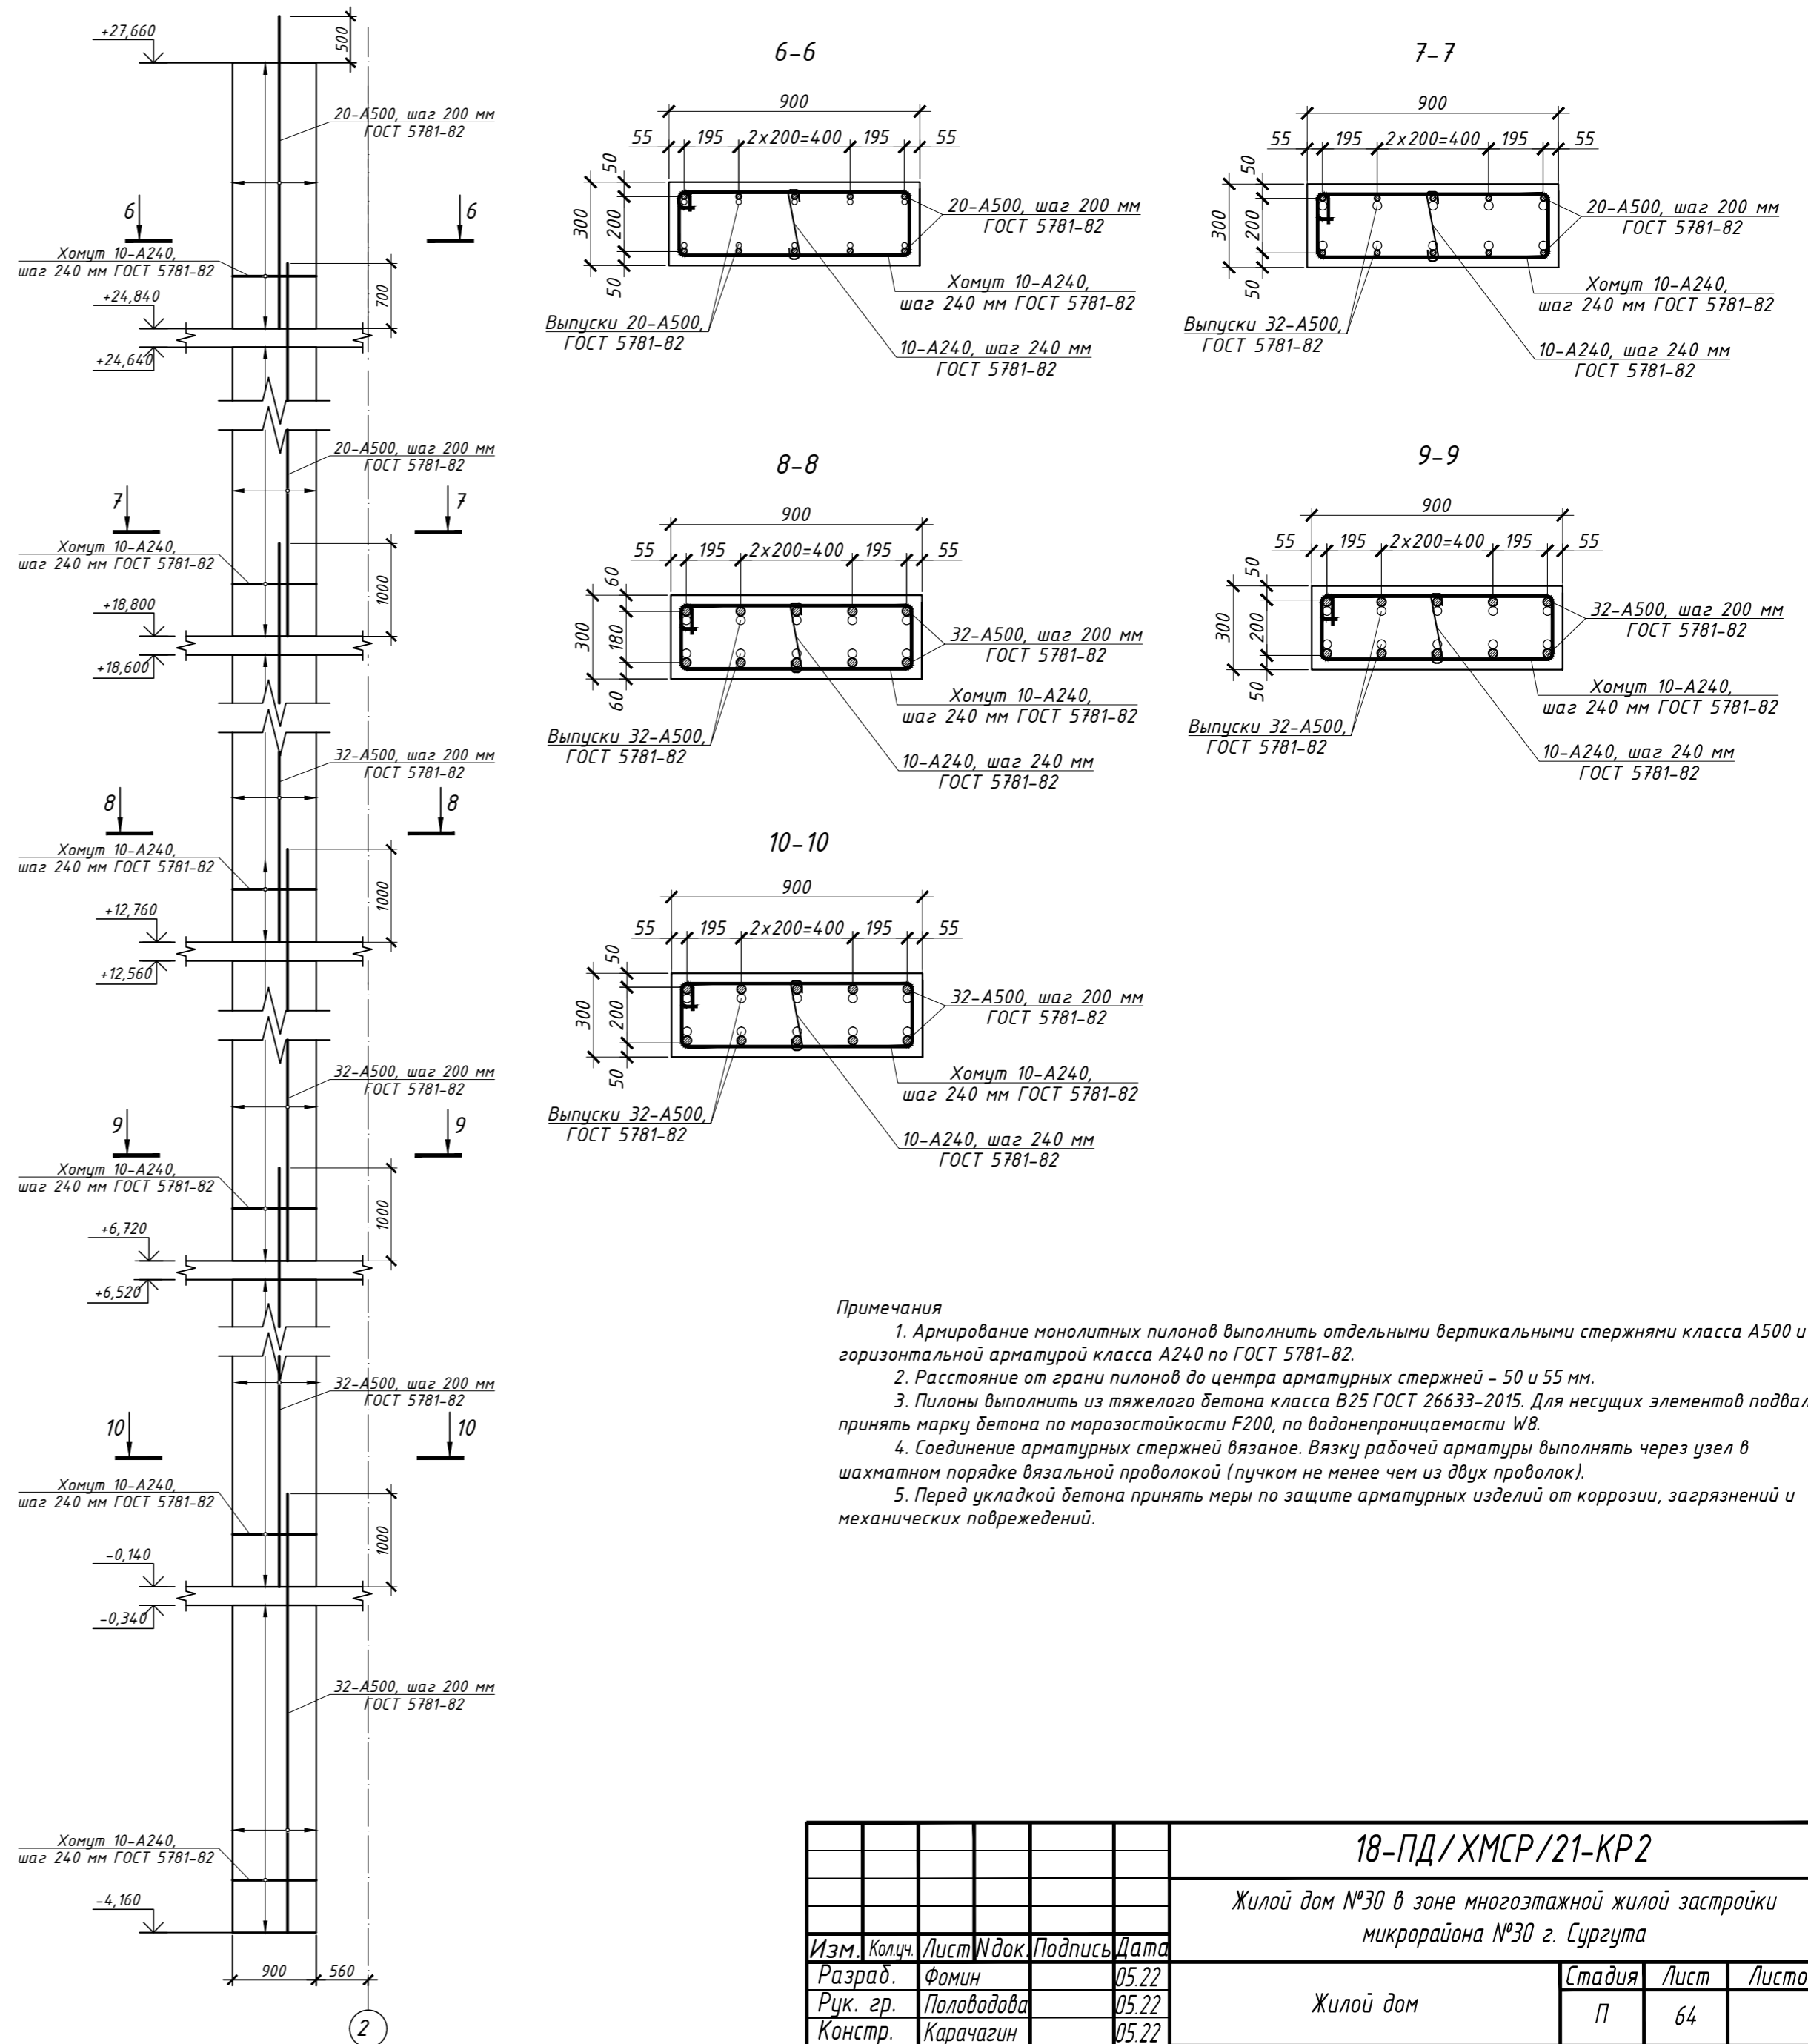 +27,660
500
20-А500, шаг 200 мм
ГОСТ 5781-82
6
6
Хомут 10-А240,
шаг 240 мм ГОСТ 5781-82
700
+24,840
+24,640
20-А500, шаг 200 мм
ГОСТ 5781-82
7
7
Хомут 10-А240,
шаг 240 мм ГОСТ 5781-82
1000
+18,800
+18,600
32-А500, шаг 200 мм
ГОСТ 5781-82
8
8
Хомут 10-А240,
шаг 240 мм ГОСТ 5781-82
1000
+12,760
+12,560
32-А500, шаг 200 мм
ГОСТ 5781-82
9
9
Хомут 10-А240,
шаг 240 мм ГОСТ 5781-82
1000
+6,720
+6,520
32-А500, шаг 200 мм
ГОСТ 5781-82
10
10
Хомут 10-А240,
шаг 240 мм ГОСТ 5781-82
1000
-0,140
-0,340
32-А500, шаг 200 мм
ГОСТ 5781-82
Хомут 10-А240,
шаг 240 мм ГОСТ 5781-82
-4,160
900
560
2
6-6
900
55 195 2х200=400 195 55
50
300
200
50
20-А500, шаг 200 мм
ГОСТ 5781-82
Хомут 10-А240,
шаг 240 мм ГОСТ 5781-82
Выпуски 20-А500,
ГОСТ 5781-82
10-А240, шаг 240 мм
ГОСТ 5781-82
7-7
900
55 195 2х200=400 195 55
50
300
200
50
20-А500, шаг 200 мм
ГОСТ 5781-82
Хомут 10-А240,
шаг 240 мм ГОСТ 5781-82
Выпуски 32-А500,
ГОСТ 5781-82
10-А240, шаг 240 мм
ГОСТ 5781-82
8-8
900
55 195 2х200=400 195 55
60
300
180
60
32-А500, шаг 200 мм
ГОСТ 5781-82
Хомут 10-А240,
шаг 240 мм ГОСТ 5781-82
Выпуски 32-А500,
ГОСТ 5781-82
10-А240, шаг 240 мм
ГОСТ 5781-82
9-9
900
55 195 2х200=400 195 55
50
300
200
50
32-А500, шаг 200 мм
ГОСТ 5781-82
Хомут 10-А240,
шаг 240 мм ГОСТ 5781-82
Выпуски 32-А500,
ГОСТ 5781-82
10-А240, шаг 240 мм
ГОСТ 5781-82
10-10
900
55 195 2х200=400 195 55
50
300
200
50
32-А500, шаг 200 мм
ГОСТ 5781-82
Хомут 10-А240,
шаг 240 мм ГОСТ 5781-82
Выпуски 32-А500,
ГОСТ 5781-82
10-А240, шаг 240 мм
ГОСТ 5781-82
Примечания
1. Армирование монолитных пилонов выполнить отдельными вертикальными стержнями класса А500 и
горизонтальной арматурой класса А240 по ГОСТ 5781-82.
2. Расстояние от грани пилонов до центра арматурных стержней - 50 и 55 мм.
3. Пилоны выполнить из тяжелого бетона класса В25 ГОСТ 26633-2015. Для несущих элементов подвал
принять марку бетона по морозостойкости F200, по водонепроницаемости W8.
4. Соединение арматурных стержней вязаное. Вязку рабочей арматуры выполнять через узел в
шахматном порядке вязальной проволокой (пучком не менее чем из двух проволок).
5. Перед укладкой бетона принять меры по защите арматурных изделий от коррозии, загрязнений и
механических повреждений.
18-ПД/ХМСР/21-КР2
Жилой дом №30 в зоне многоэтажной жилой застройки
микрорайона №30 г. Сургута
Изм. Кол.уч. Лист Nдок. Подпись Дата
Разраб. Фомин 05.22
Рук. гр. Половодова 05.22
Констр. Карачагин 05.22
Жилой дом
Стадия Лист Листо
П 64